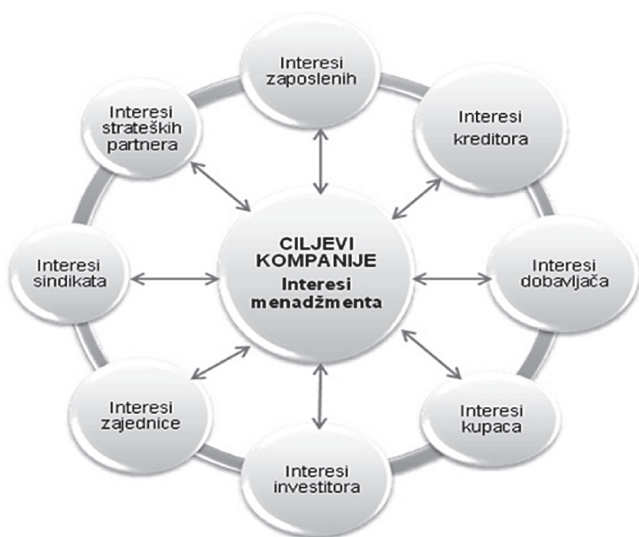 Interesi
zaposlenih
Interesi
kreditora
Interesi
dobavljača
Interesi
kupaca
Interesi
investitora
Interesi
zajednice
Interesi
sindikata
Interesi
strateških
partnera
CILJEVI
KOMPANIJE
Interesi
menadžmenta